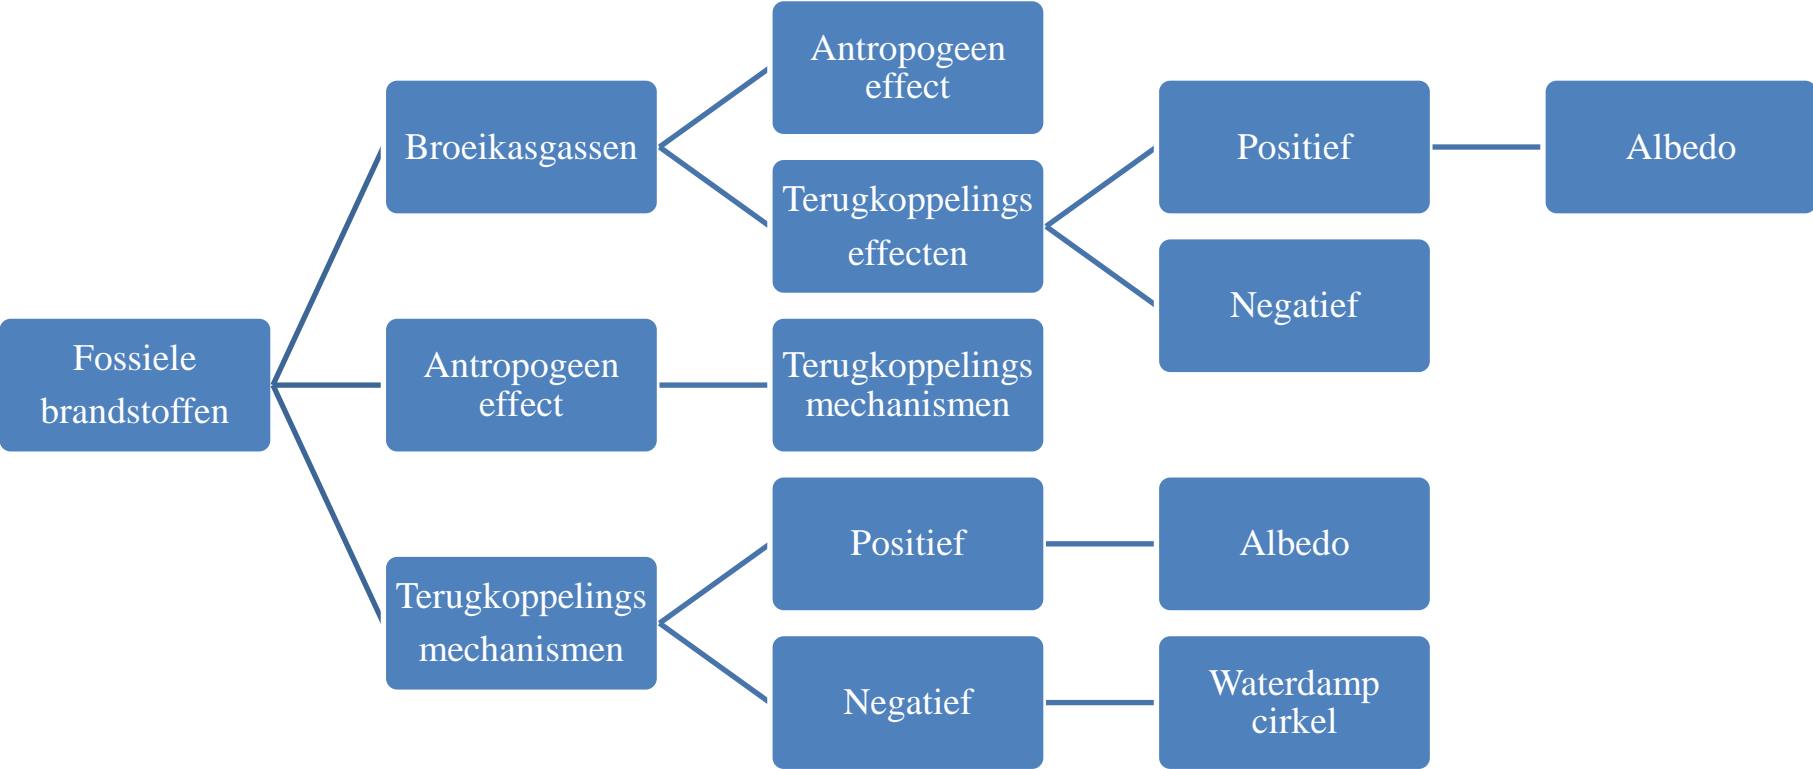 Fossiele
brandstoffen
Broeikasgassen
Antropogeen
effect
Terugkoppelings
effecten
Positief
Albedo
Negatief
Antropogeen
effect
Terugkoppelings
mechanismen
Terugkoppelings
mechanismen
Positief
Albedo
Negatief
Waterdamp
cirkel